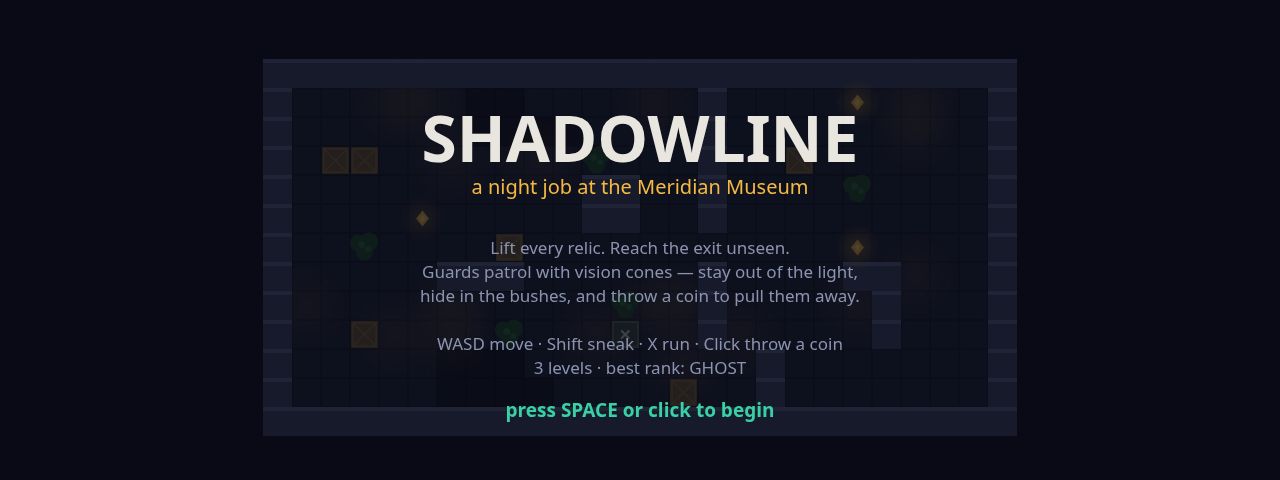 SHADOWLINE
a night job at the Meridian Museum
Lift every relic. Reach the exit unseen.
Guards patrol with vision cones — stay out of the light,
hide in the bushes, and throw a coin to pull them away.
WASD move · Shift sneak · X run · Click throw a coin
3 levels · best rank: GHOST
press SPACE or click to begin